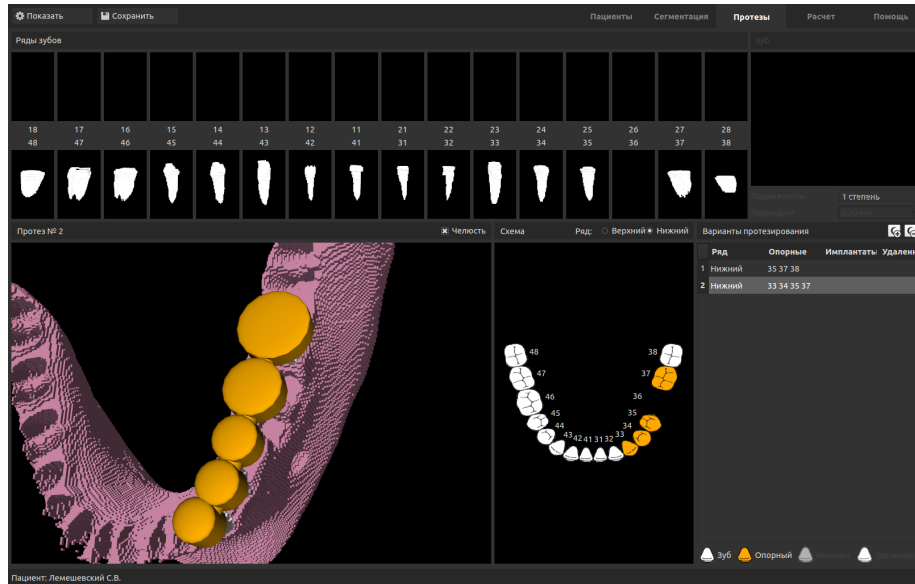 Показать Сохранить Пациенты Сегментация Протезы Расчет Помощь
Ряды зубов Зуб
18 17 16 15 14 13 12 11 21 22 23 24 25 26 27 28
48 47 46 45 44 43 42 41 31 32 33 34 35 36 37 38
1 степень
Протез № 2 Челюсть Схема Ряд: Верхний Нижний Варианты протезирования
Ряд Опорные Имплантаты Удален
1 Нижний 35 37 38
2 Нижний 33 34 35 37
48 38
47 37
46 36
45 35
44 34
43 42 41 31 32 33
Зуб Опорный
Пациент: Лемешевский С.В.